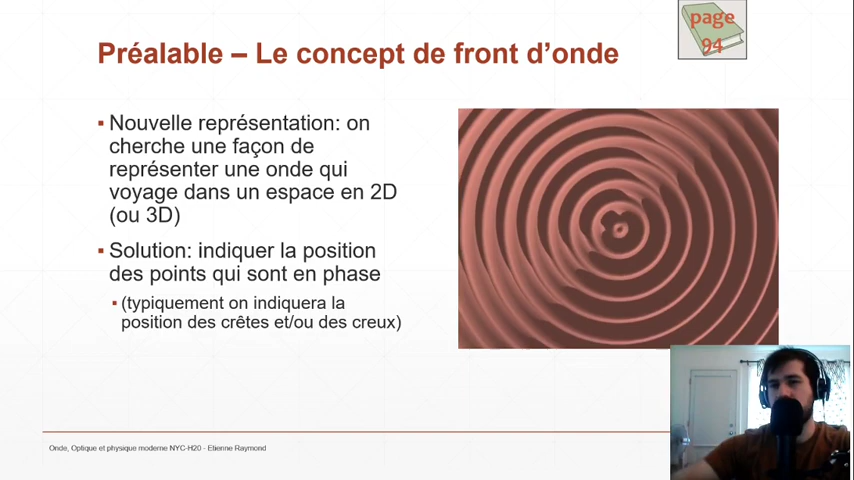 page
94
Préalable – Le concept de front d’onde
▪ Nouvelle représentation: on
cherche une façon de
représenter une onde qui
voyage dans un espace en 2D
(ou 3D)
▪ Solution: indiquer la position
des points qui sont en phase
▪ (typiquement on indiquera la
position des crêtes et/ou des creux)
Onde, Optique et physique moderne NYC-H20 - Etienne Raymond